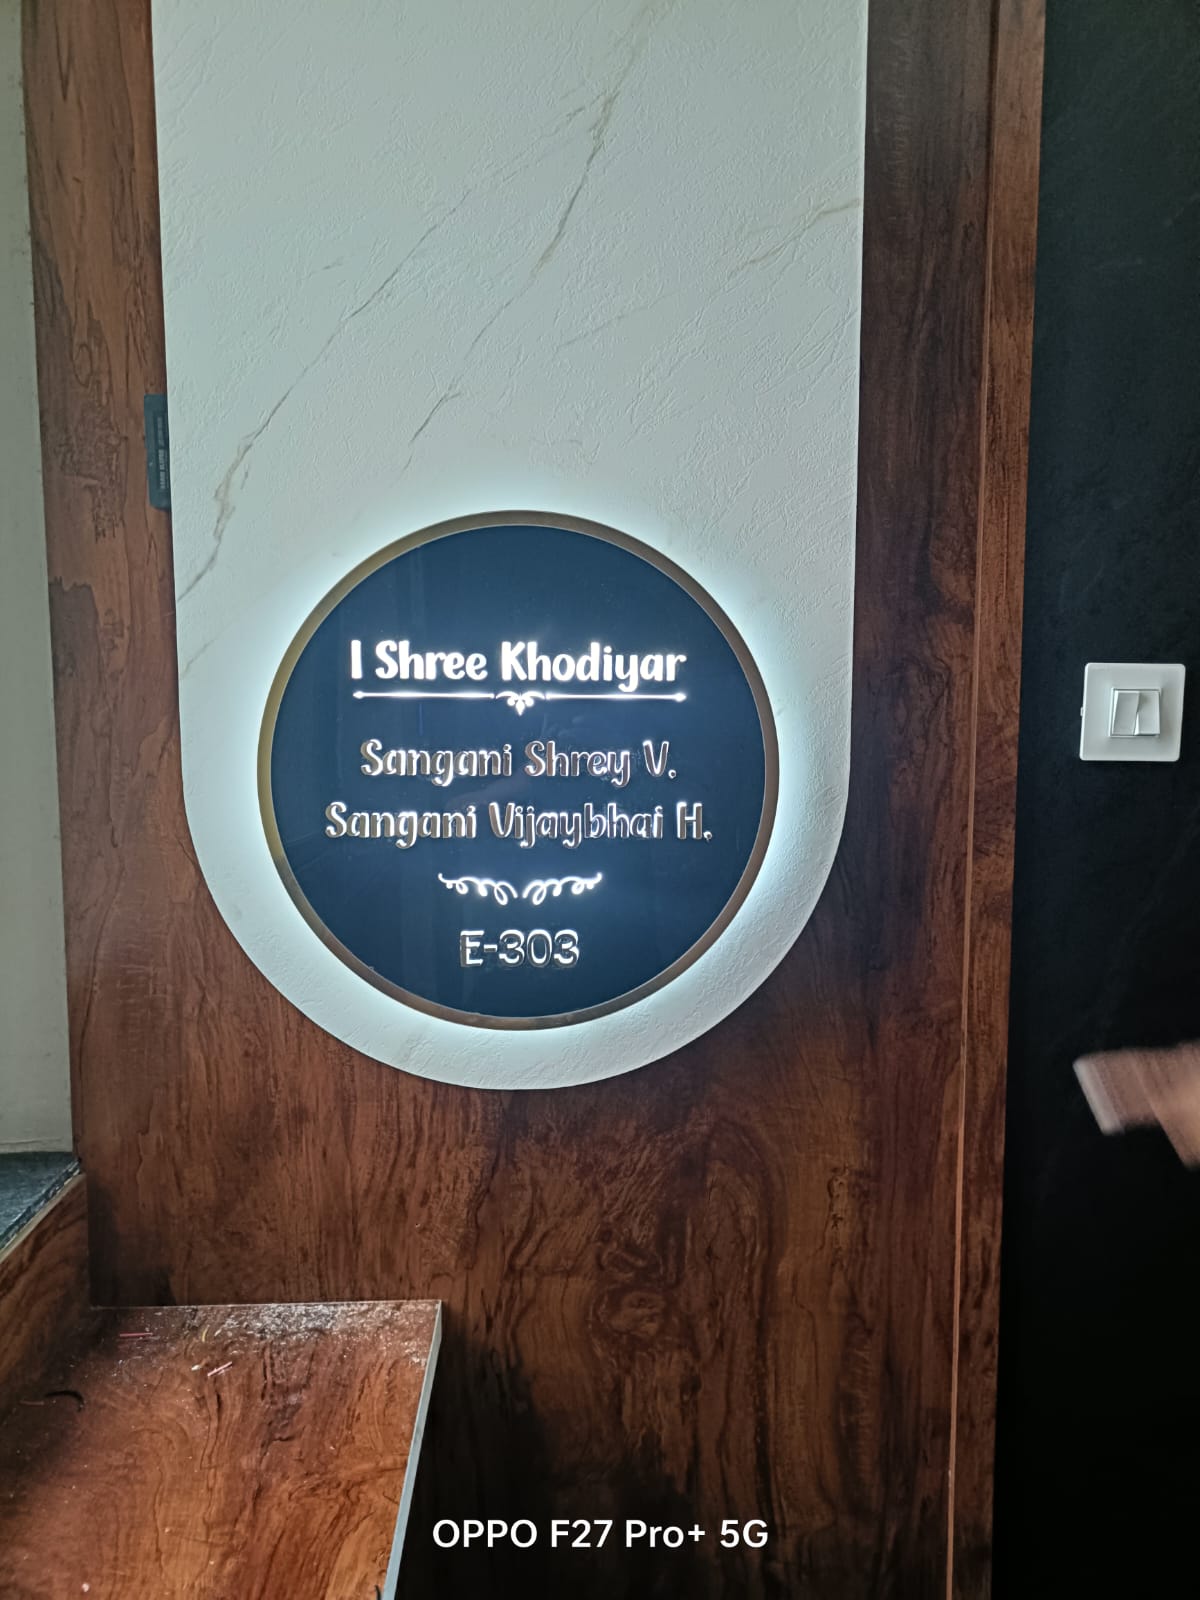 | Shree Khodiyar
Sangani Shrey V.
Sangani Vijaybhai H.
E-303
OPPO F27 Pro+ 5G